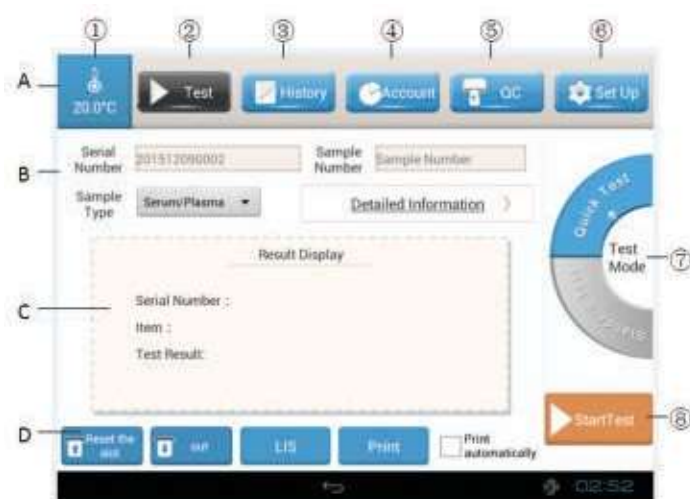 ① ② ③ ④ ⑤ ⑥
A
20.0°C Test History Account QC Set Up
B
Serial Number 201512090002 Sample Number Sample Number
Sample Type Serum/Plasma Detailed Information
Quick Test
Test Mode ⑦
C
Result Display
Serial Number :
Item :
Test Result:
D
Reset the slot out LIS Print Print automatically
StartTest ⑧
02:52